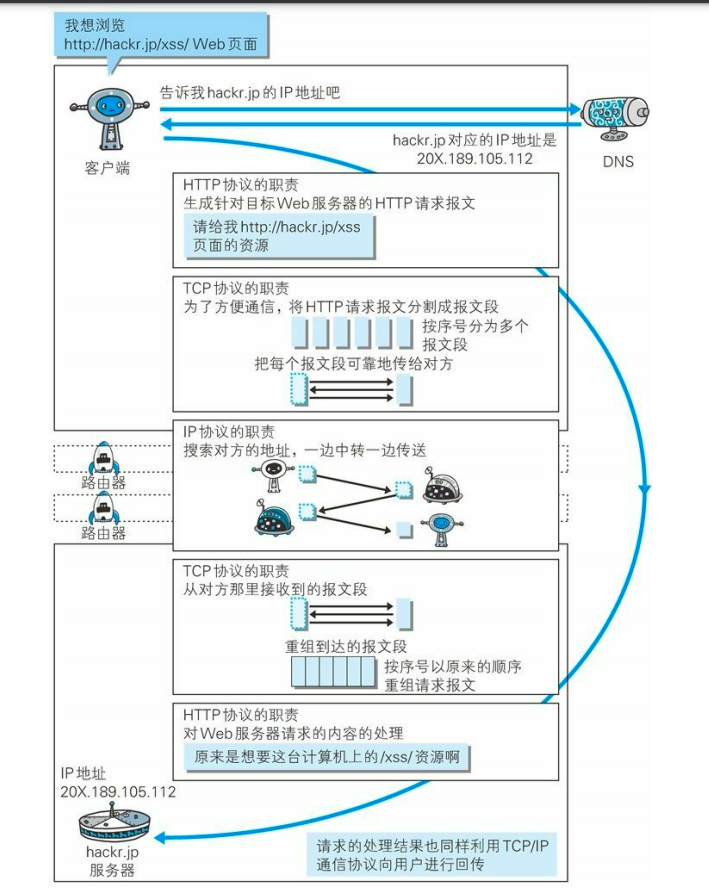 我想浏览
http://hackr.jp/xss/ Web页面
告诉我hackr.jp的IP地址吧
hackr.jp对应的IP地址是
20X.189.105.112
客户端
DNS
HTTP协议的职责
生成针对目标Web服务器的HTTP请求报文
请给我http://hackr.jp/xss
页面的资源
TCP协议的职责
为了方便通信，将HTTP请求报文分割成报文段
按序号分为多个
报文段
把每个报文段可靠地传给对方
IP协议的职责
搜索对方的地址，一边中转一边传送
路由器
路由器
TCP协议的职责
从对方那里接收到的报文段
重组到达的报文段
按序号以原来的顺序
重组请求报文
HTTP协议的职责
对Web服务器请求的内容的处理
原来是想要这台计算机上的/xss/资源啊
IP地址
20X.189.105.112
hackr.jp
服务器
请求的处理结果也同样利用TCP/IP
通信协议向用户进行回传